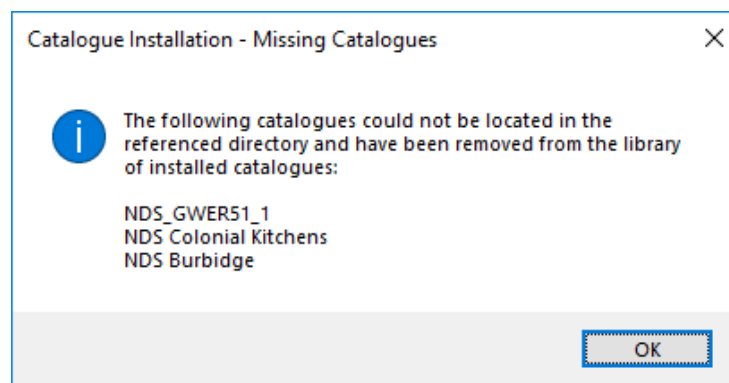 Catalogue Installation - Missing Catalogues
The following catalogues could not be located in the
referenced directory and have been removed from the library
of installed catalogues:
NDS_GWER51_1
NDS Colonial Kitchens
NDS Burbidge
OK